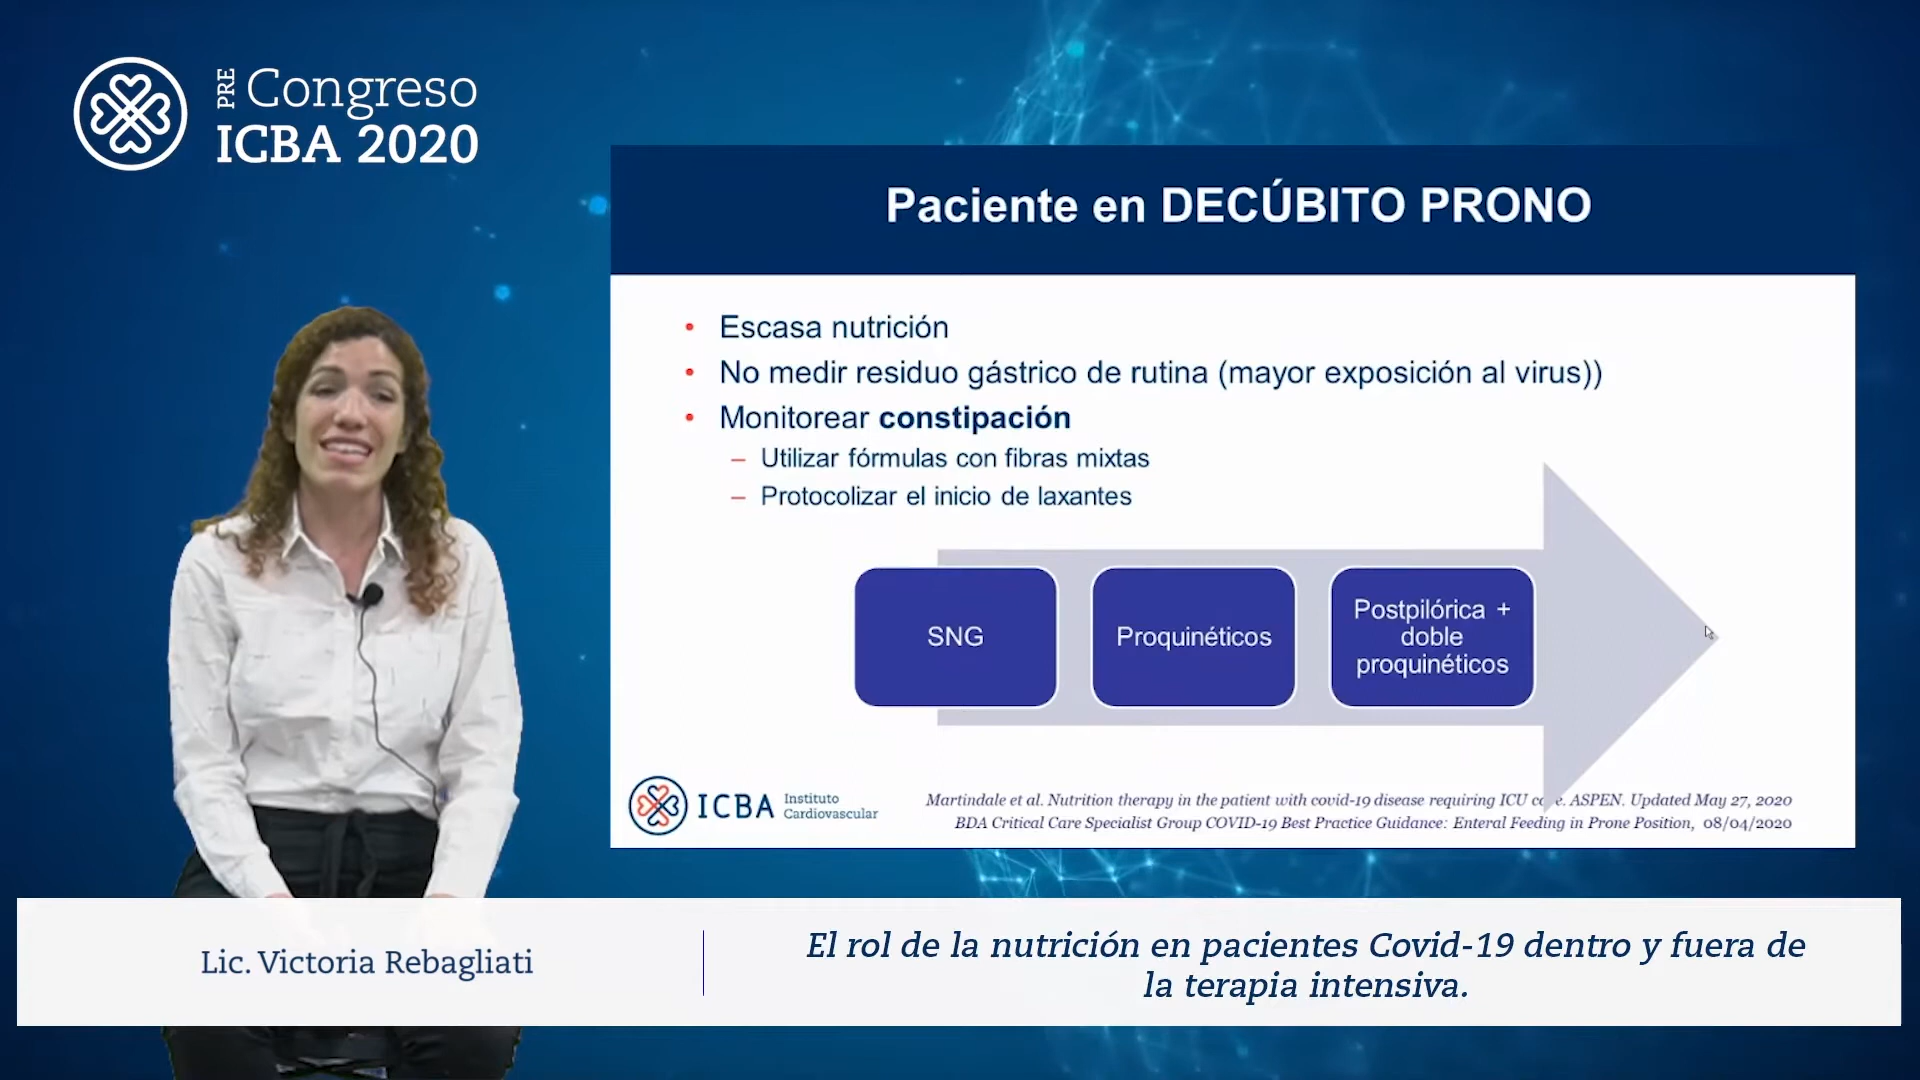 PRE Congreso
ICBA 2020
Paciente en DECÚBITO PRONO
• Escasa nutrición
• No medir residuo gástrico de rutina (mayor exposición al virus))
• Monitorear constipación
– Utilizar fórmulas con fibras mixtas
– Protocolizar el inicio de laxantes
SNG
Proquinéticos
Postpilórica +
doble
proquinéticos
ICBA Instituto
Cardiovascular
Martindale et al. Nutrition therapy in the patient with covid-19 disease requiring ICU care. ASPEN. Updated May 27, 2020
BDA Critical Care Specialist Group COVID-19 Best Practice Guidance: Enteral Feeding in Prone Position, 08/04/2020
Lic. Victoria Rebagliati
El rol de la nutrición en pacientes Covid-19 dentro y fuera de
la terapia intensiva.